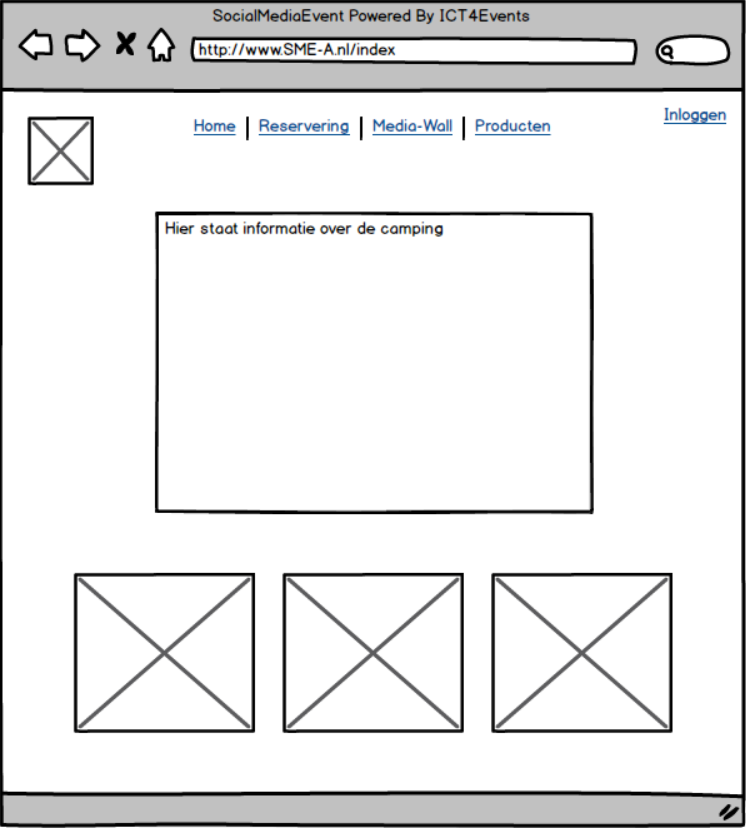 SocialMediaEvent Powered By ICT4Events
http://www.SME-A.nl/index
Inloggen
Home | Reservering | Media-Wall | Producten
Hier staat informatie over de camping